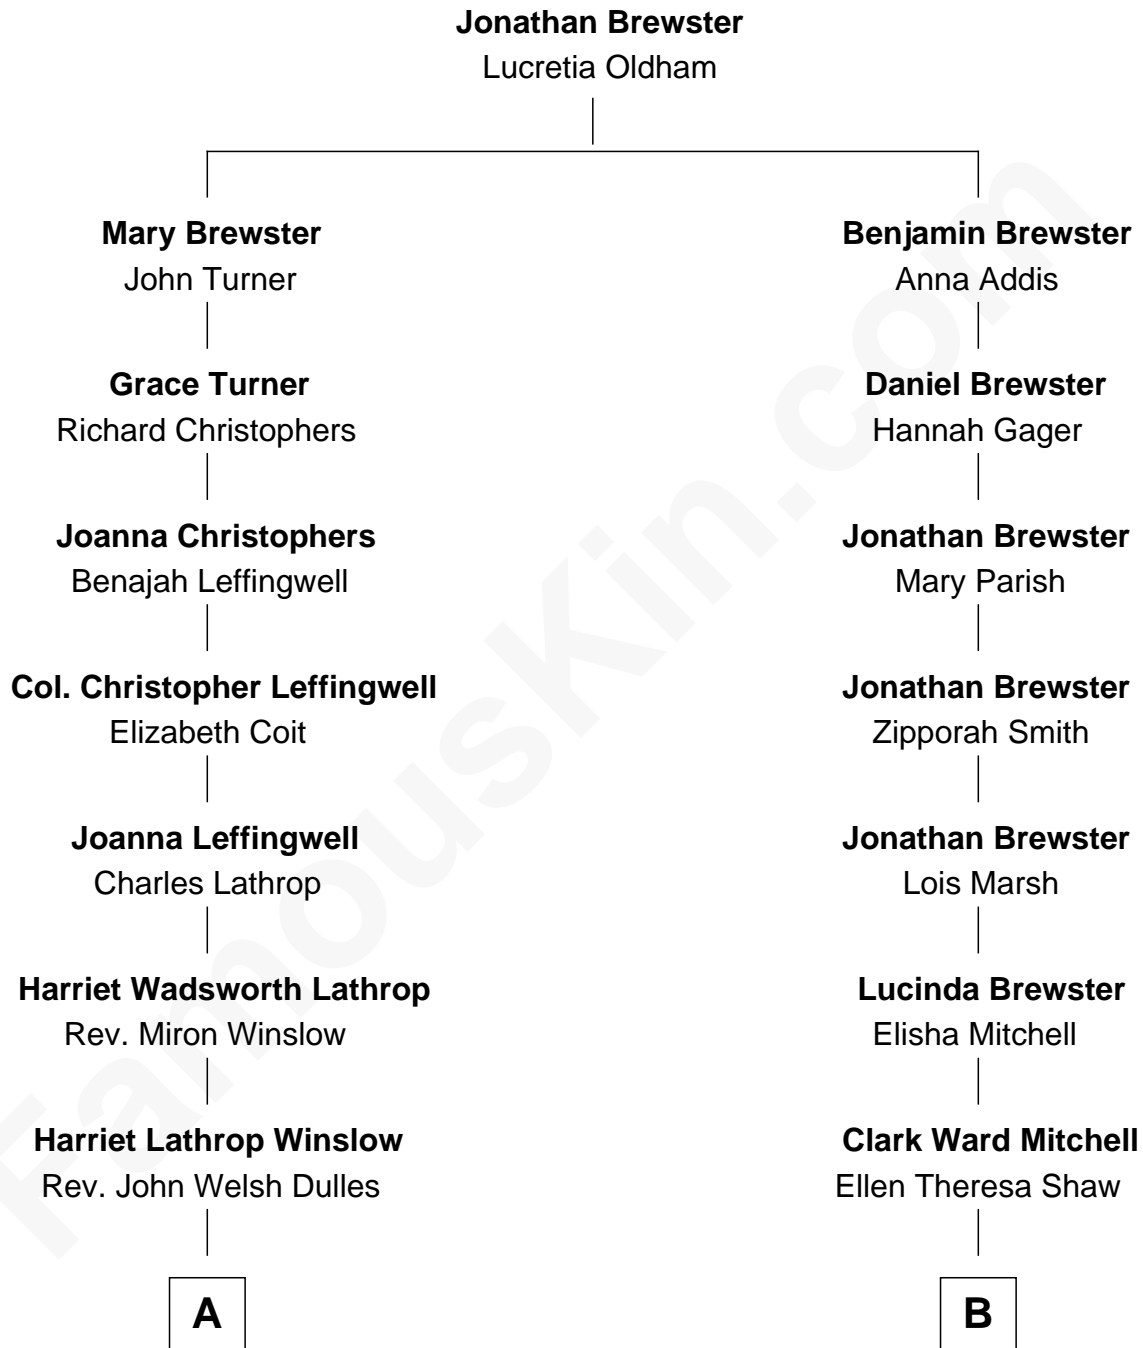 Jonathan Brewster
Lucretia Oldham
Mary Brewster
John Turner
Benjamin Brewster
Anna Addis
Grace Turner
Richard Christophers
Daniel Brewster
Hannah Gager
Joanna Christophers
Benajah Leffingwell
Jonathan Brewster
Mary Parish
Col. Christopher Leffingwell
Elizabeth Coit
Jonathan Brewster
Zipporah Smith
Joanna Leffingwell
Charles Lathrop
Jonathan Brewster
Lois Marsh
Harriet Wadsworth Lathrop
Rev. Miron Winslow
Lucinda Brewster
Elisha Mitchell
Harriet Lathrop Winslow
Rev. John Welsh Dulles
Clark Ward Mitchell
Ellen Theresa Shaw
A
B
FamousKin.com